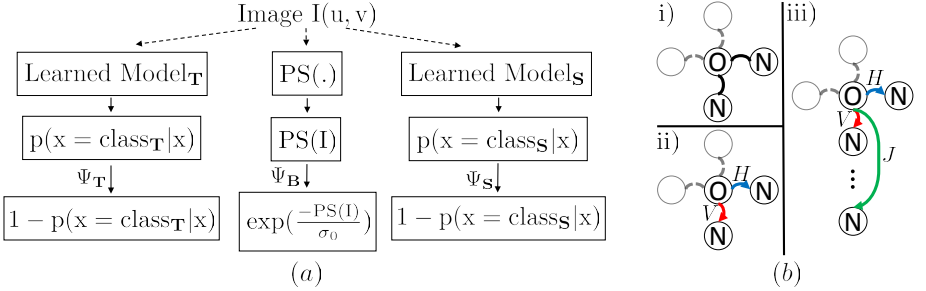 Image I(u, v)
Learned Model_T
PS(.)
Learned Model_S
p(x = class_T|x)
PS(I)
p(x = class_S|x)
Ψ_T
Ψ_B
Ψ_S
1 − p(x = class_T|x)
exp(−PS(I)/σ_0)
1 − p(x = class_S|x)
(a)
i)
O
N
N
ii)
O
H
N
V
N
iii)
O
H
N
V
N
J
⋮
N
(b)